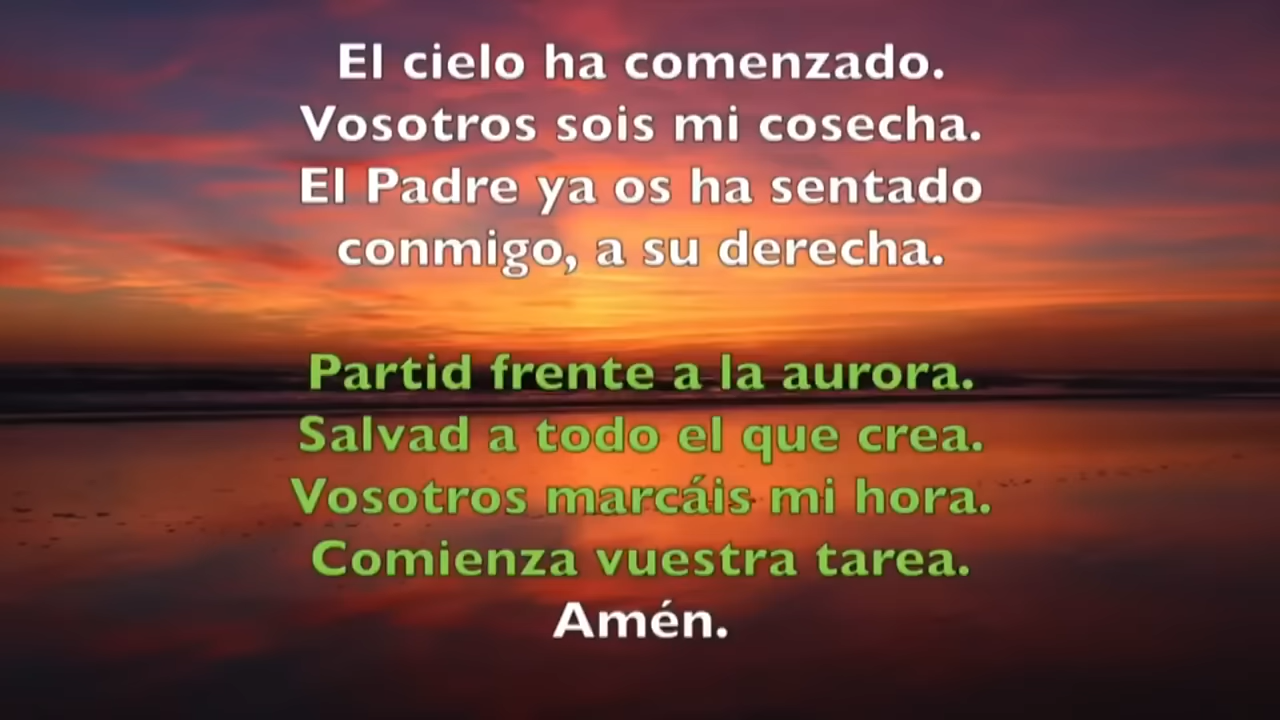 El cielo ha comenzado.
Vosotros sois mi cosecha.
El Padre ya os ha sentado
conmigo, a su derecha.
Partid frente a la aurora.
Salvad a todo el que crea.
Vosotros marcáis mi hora.
Comienza vuestra tarea.
Amén.